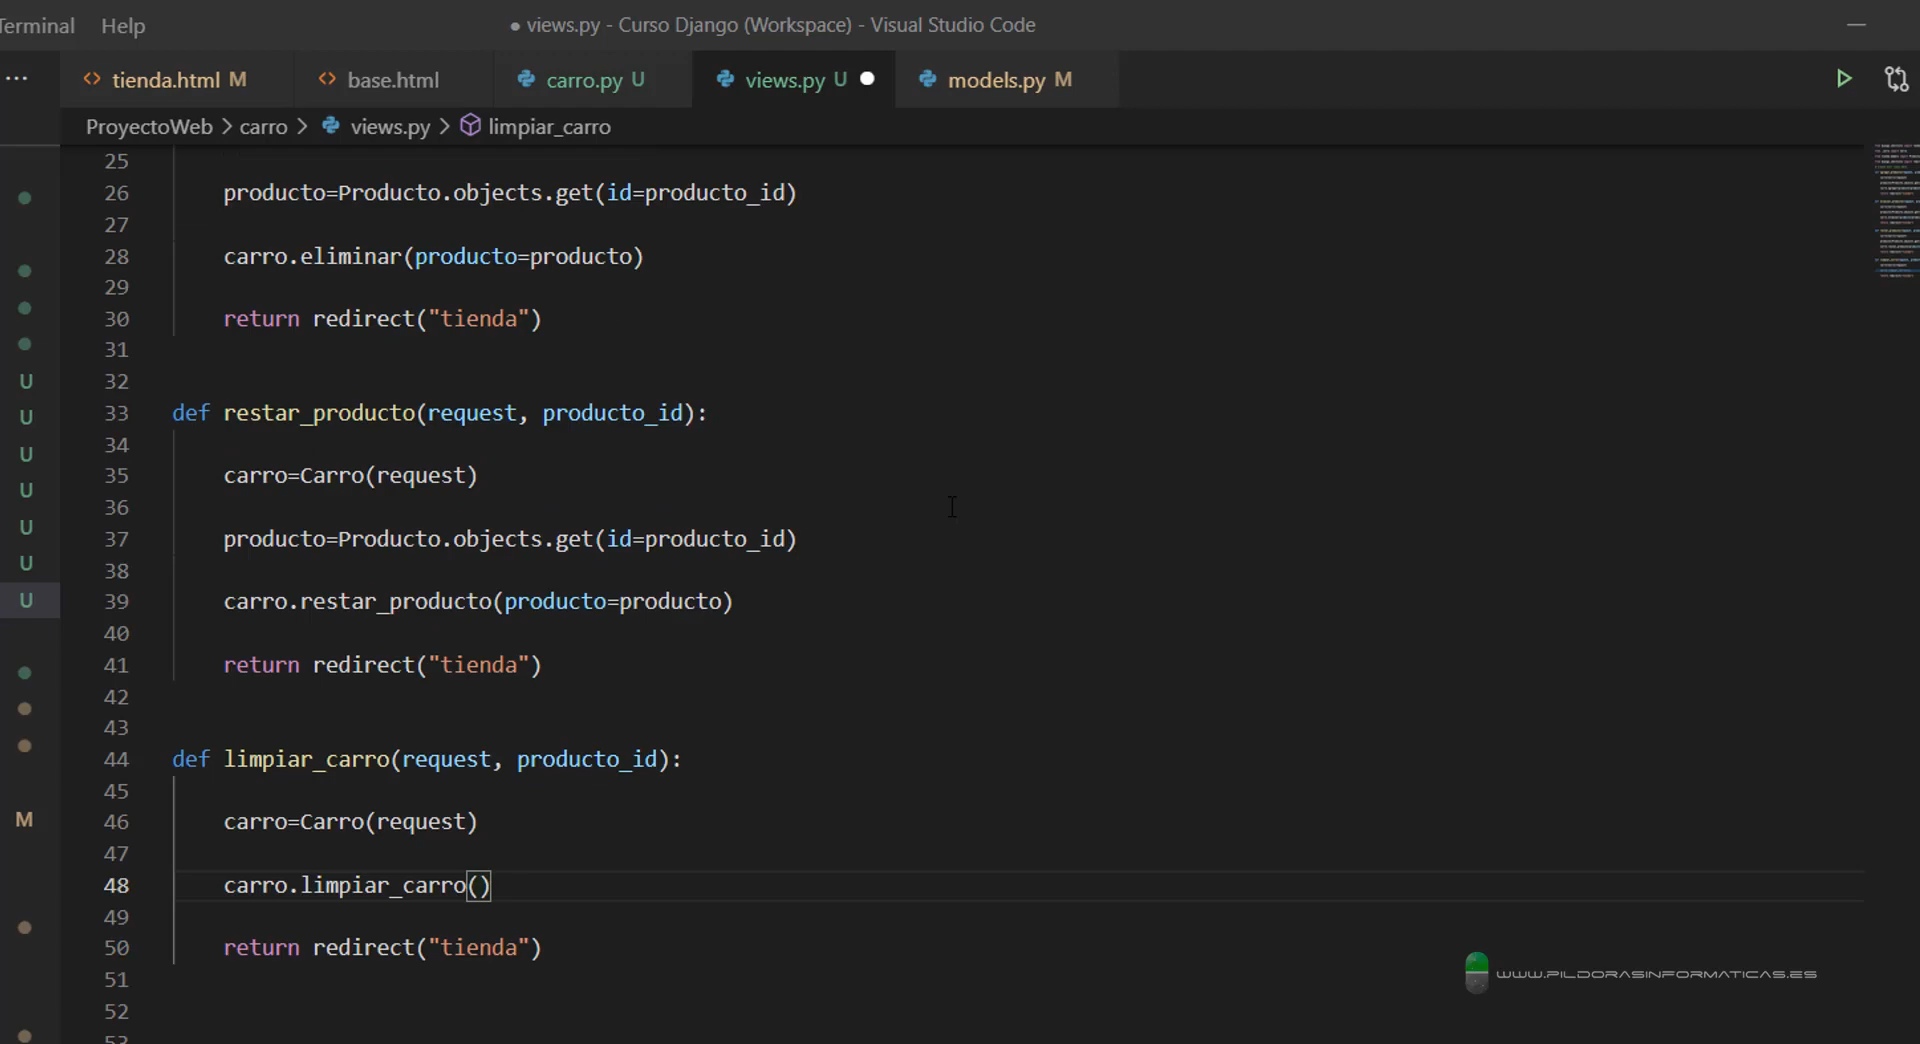 Terminal Help ● views.py - Curso Django (Workspace) - Visual Studio Code
··· <> tienda.html M <> base.html carro.py U views.py U ● models.py M
ProyectoWeb > carro > views.py > limpiar_carro
25
26 producto=Producto.objects.get(id=producto_id)
27
28 carro.eliminar(producto=producto)
29
30 return redirect("tienda")
31
32
U
33 def restar_producto(request, producto_id):
U
34
U
35 carro=Carro(request)
U
36
37 producto=Producto.objects.get(id=producto_id)
U
38
U
39 carro.restar_producto(producto=producto)
U
40
41 return redirect("tienda")
42
43
44 def limpiar_carro(request, producto_id):
45
46 carro=Carro(request)
M
47
48 carro.limpiar_carro()
49
50 return redirect("tienda")
51
52
53
WWW.PILDORASINFORMATICAS.ES